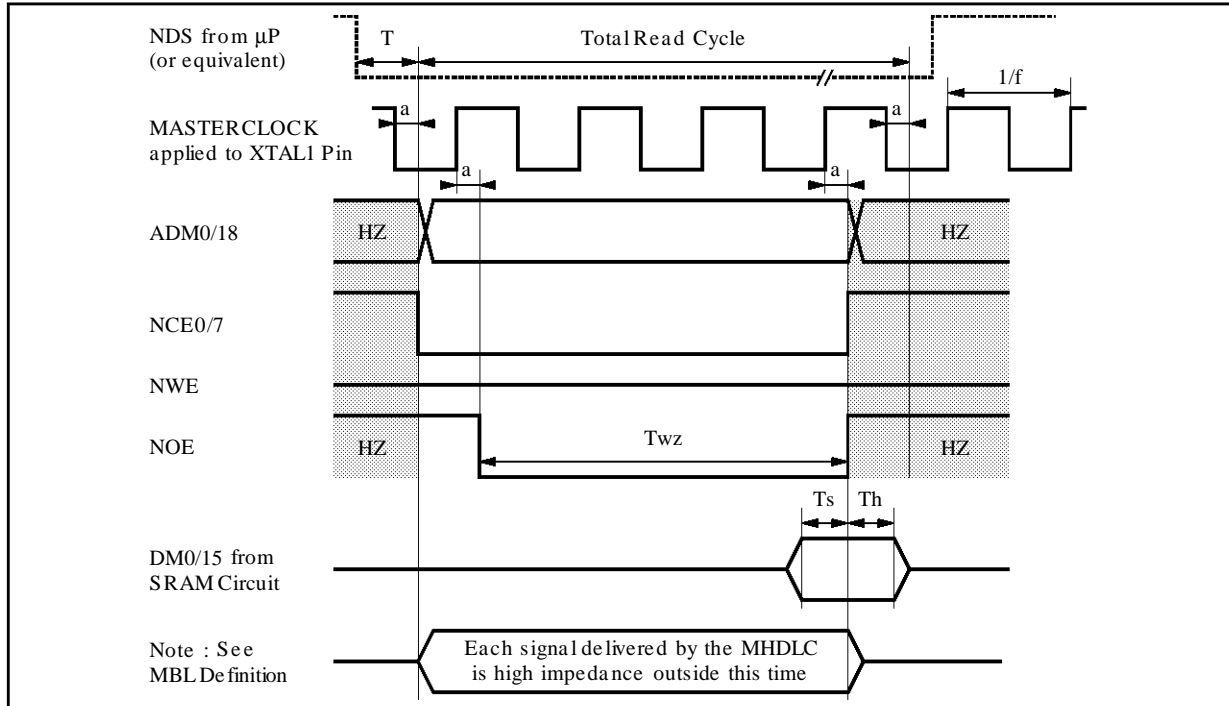 NDS from µP
(or equivalent)
T
Total Read Cycle
1/f
MASTERCLOCK
applied to XTAL1 Pin
a
a
a
a
ADM0/18
HZ
HZ
NCE0/7
NWE
NOE
HZ
Twz
HZ
Ts
Th
DM0/15 from
SRAM Circuit
Note : See
MBL Definition
Each signal delivered by the MHDLC
is high impedance outside this time